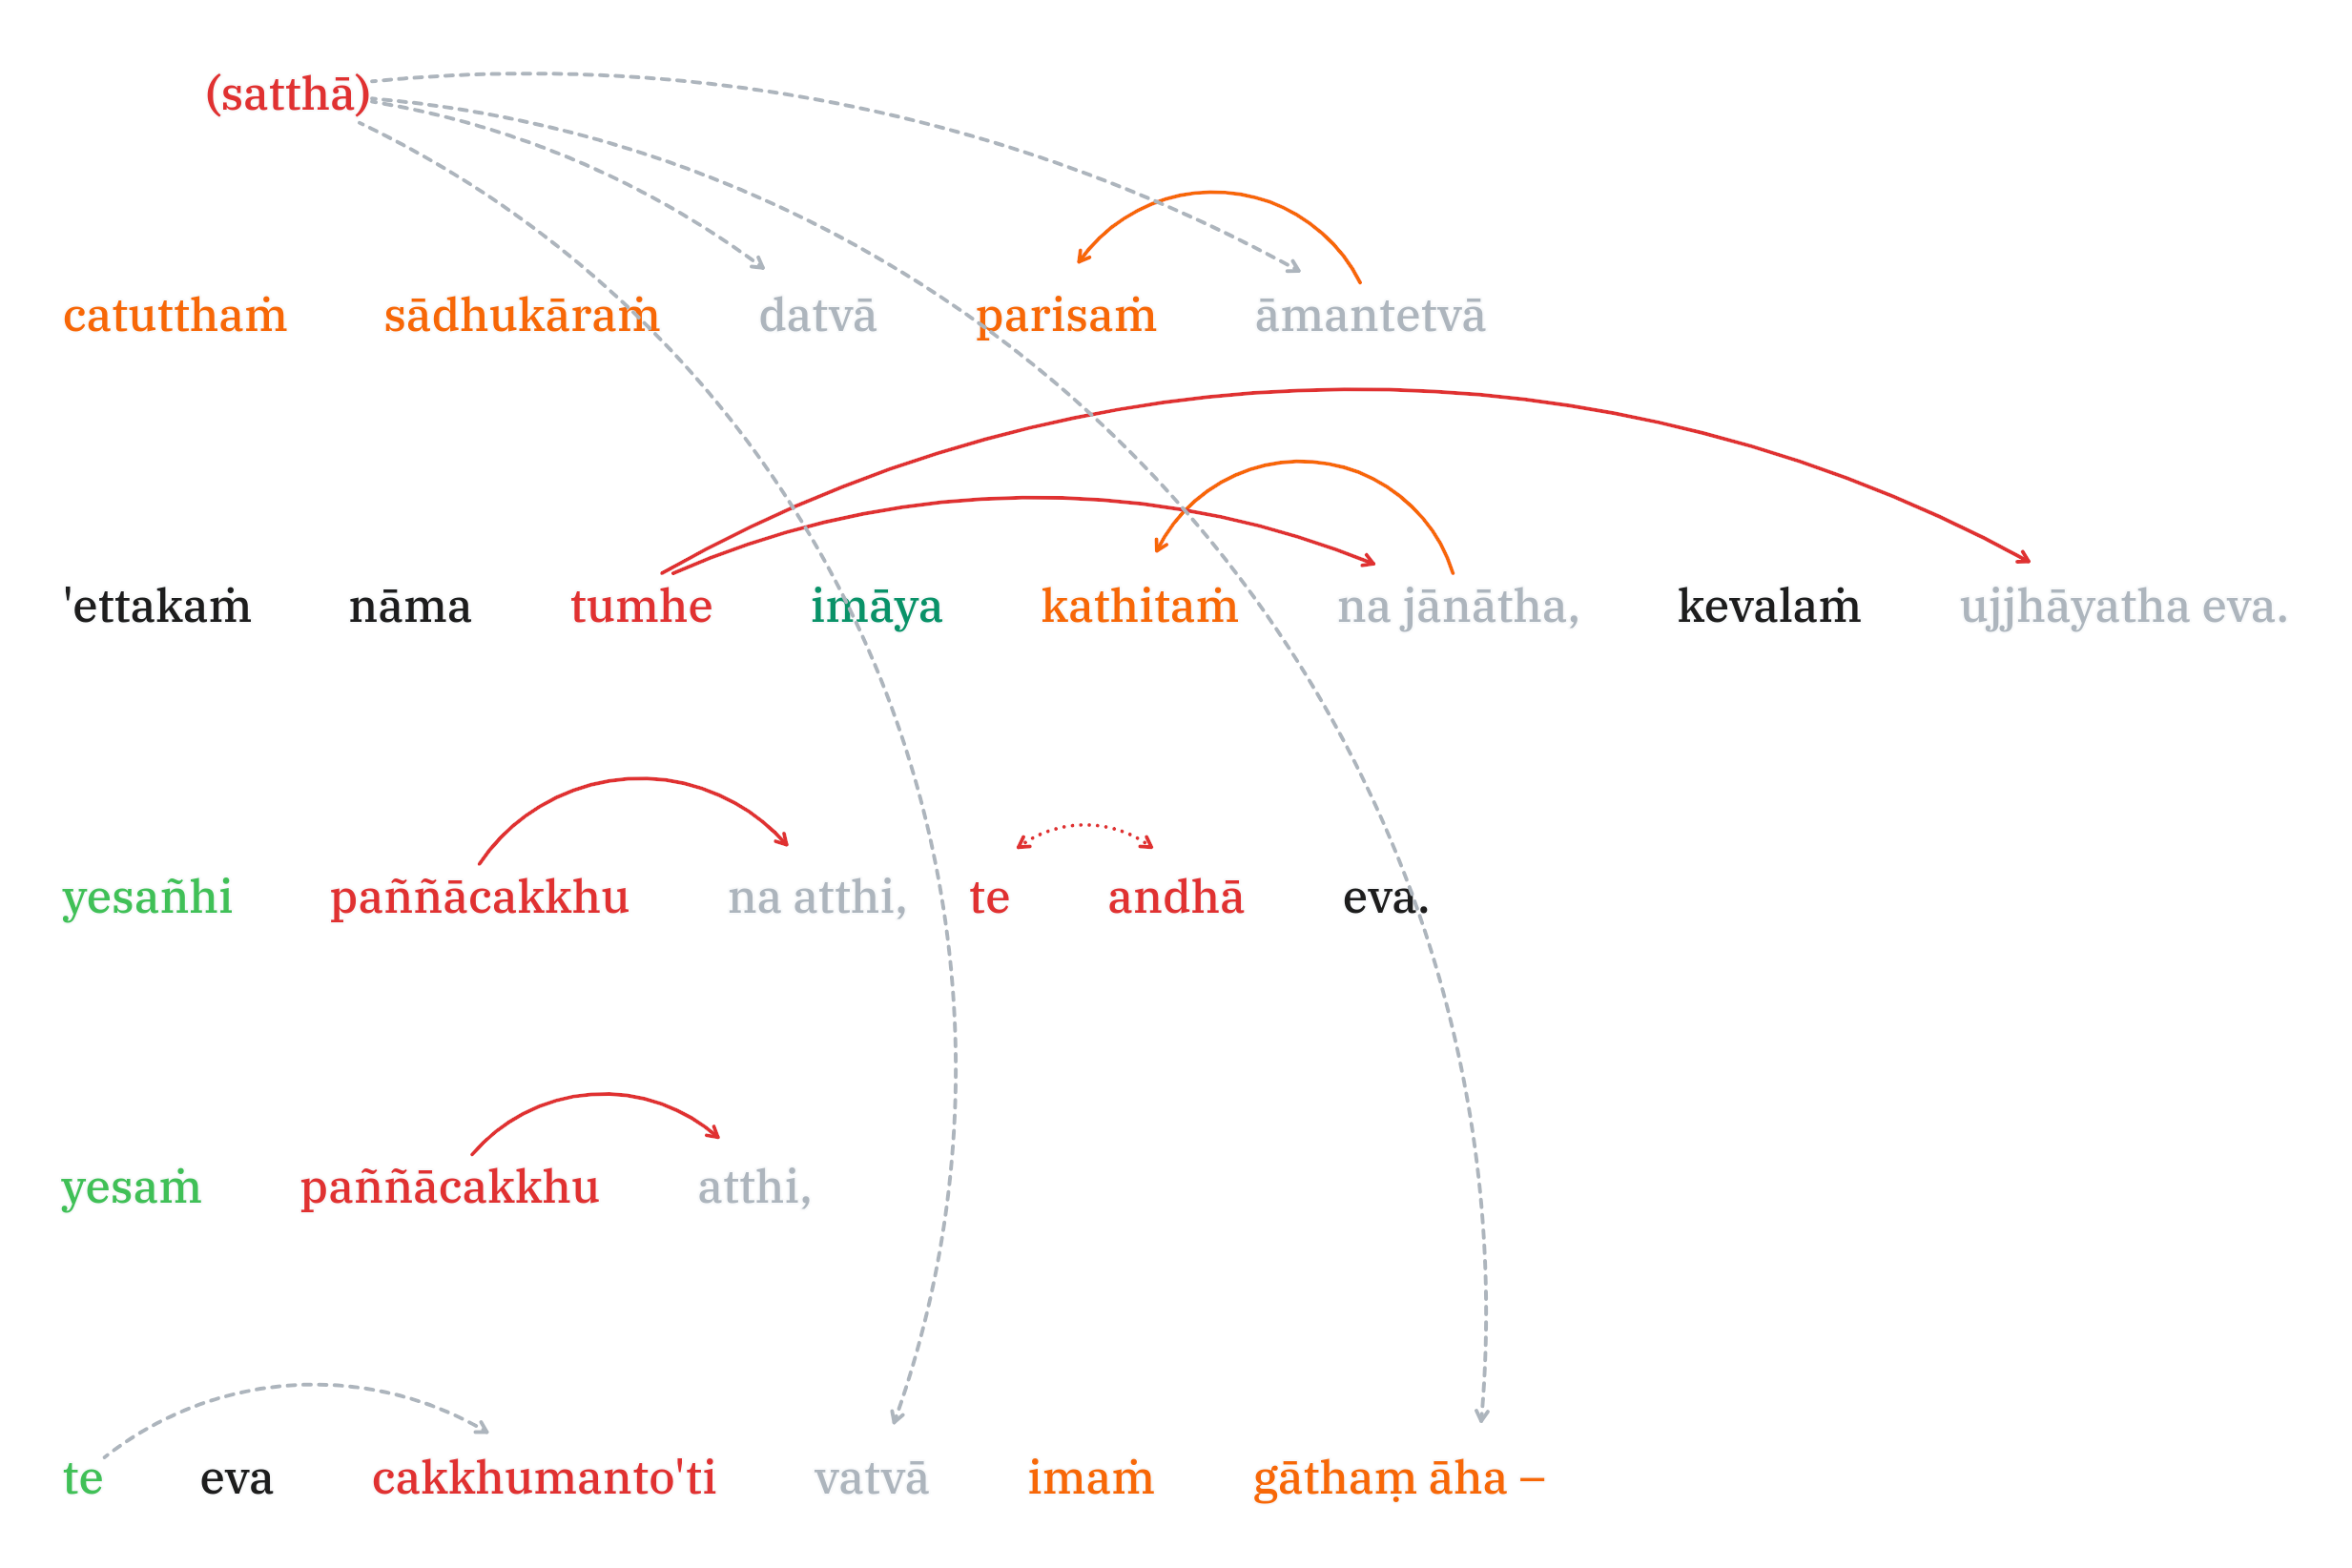 (satthā)
catutthaṁ sādhukāraṁ datvā parisaṁ āmantetvā
'ettakaṁ nāma tumhe imāya kathitaṁ na jānātha, kevalaṁ ujjhāyatha eva.
yesañhi paññācakkhu na atthi, te andhā eva.
yesaṁ paññācakkhu atthi,
te eva cakkhumanto'ti vatvā imaṁ gāthaṃ āha –